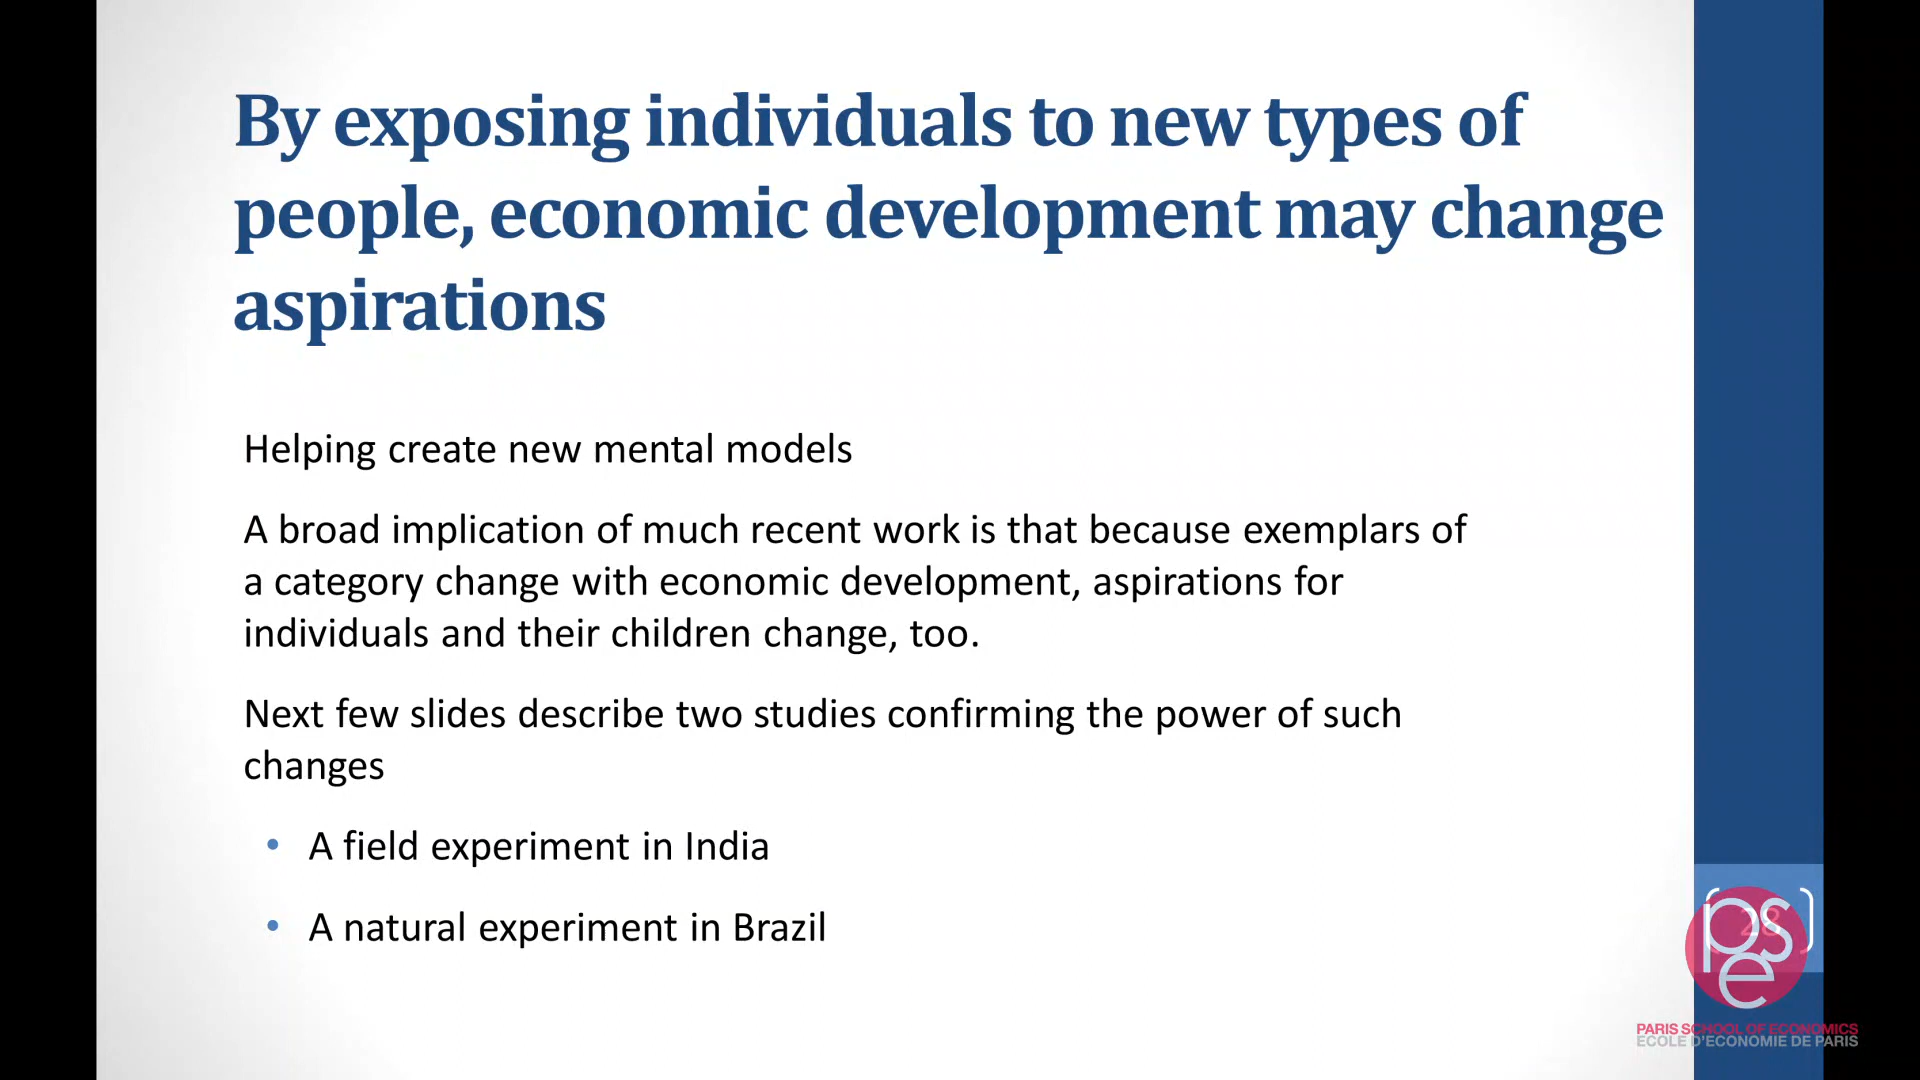 By exposing individuals to new types of
people, economic development may change
aspirations
Helping create new mental models
A broad implication of much recent work is that because exemplars of
a category change with economic development, aspirations for
individuals and their children change, too.
Next few slides describe two studies confirming the power of such
changes
• A field experiment in India
• A natural experiment in Brazil
28
pse
PARIS SCHOOL OF ECONOMICS
ECOLE D'ECONOMIE DE PARIS